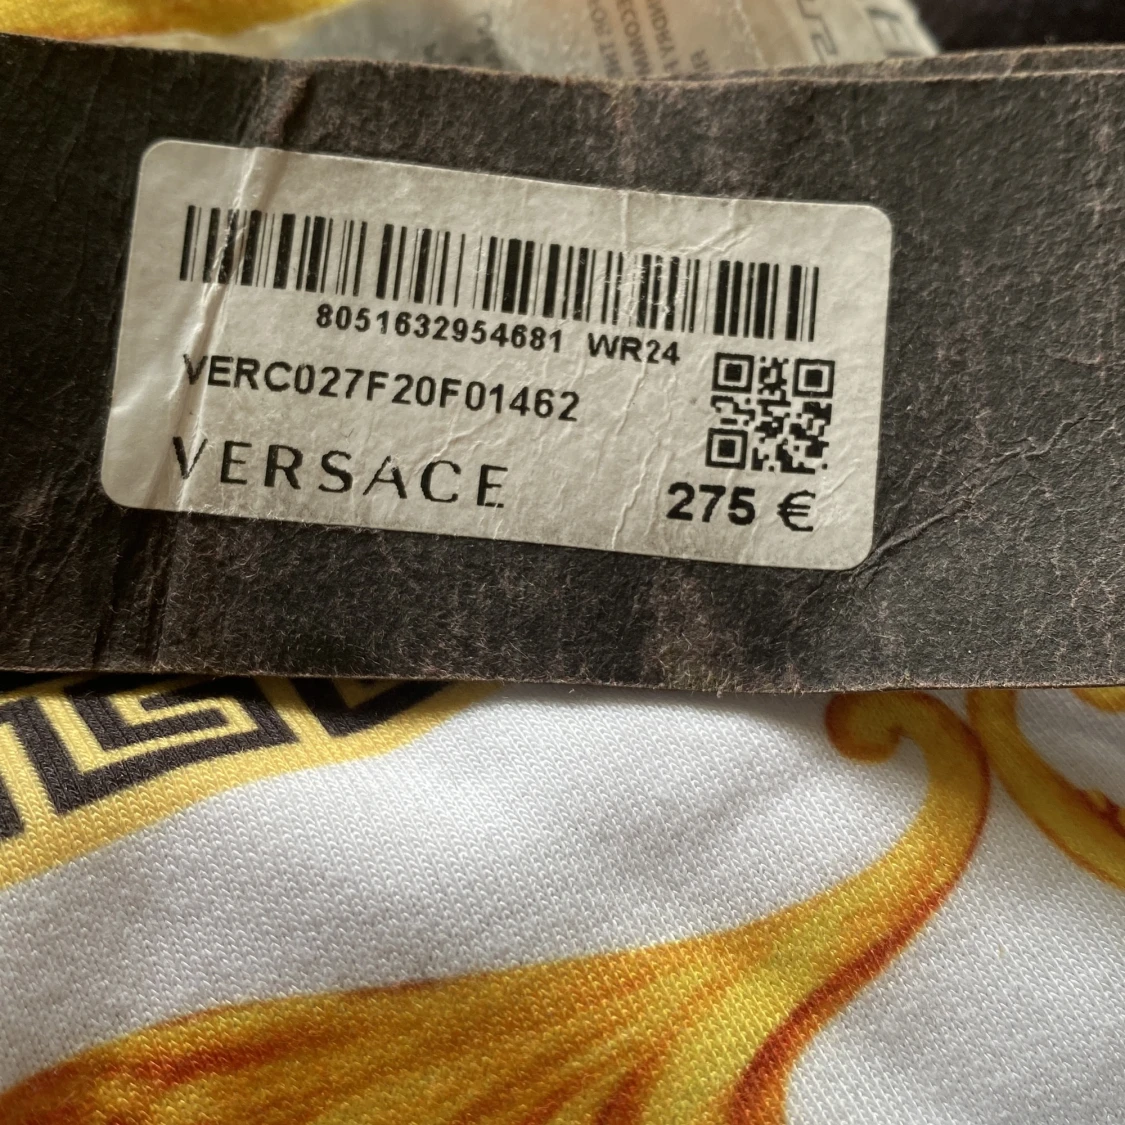 8051632954681 WR24
VERC027F20F01462
VERSACE
275 €